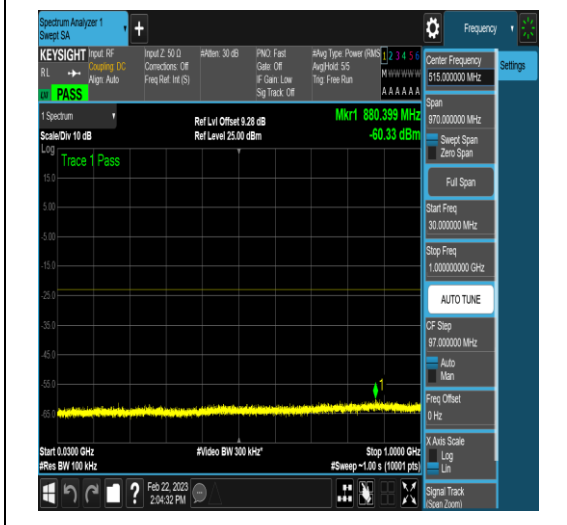 Spectrum Analyzer 1
Swept SA
+
Frequency
KEYSIGHT
RL
PASS
Input: RF
Coupling: DC
Align: Auto
Input Z: 50 Ω
Corrections: Off
Freq Ref: Int (S)
#Atten: 30 dB
PNO: Fast
Gate: Off
IF Gain: Low
Sig Track: Off
#Avg Type: Power (RMS
Avg|Hold: 5/5
Trig: Free Run
1 2 3 4 5 6
M W W W W W
A A A A A A
1 Spectrum
Scale/Div 10 dB
Log
Ref Lvl Offset 9.28 dB
Ref Level 25.00 dBm
Mkr1 880.399 MHz
-60.33 dBm
Trace 1 Pass
15.0
5.00
-5.00
-15.0
-25.0
-35.0
-45.0
-55.0
-65.0
1
Start 0.0300 GHz
#Res BW 100 kHz
#Video BW 300 kHz*
Stop 1.0000 GHz
#Sweep ~1.00 s (10001 pts)
?
Feb 22, 2023
2:04:32 PM
Center Frequency
515.000000 MHz
Settings
Span
970.000000 MHz
Swept Span
Zero Span
Full Span
Start Freq
30.000000 MHz
Stop Freq
1.000000000 GHz
AUTO TUNE
CF Step
97.000000 MHz
Auto
Man
Freq Offset
0 Hz
X Axis Scale
Log
Lin
Signal Track
(Span Zoom)